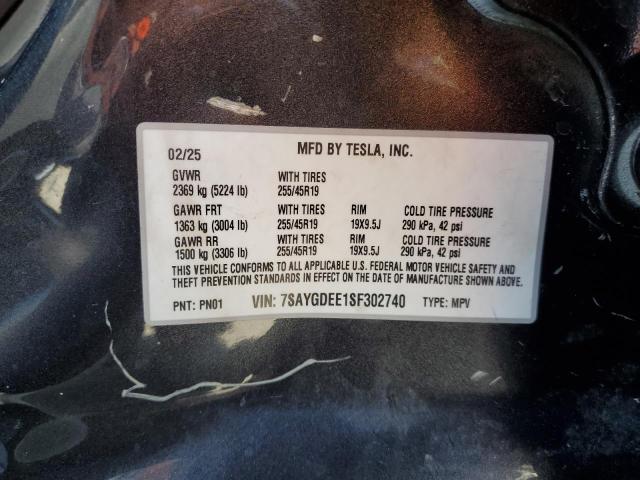 02/25 MFD BY TESLA, INC.
GVWR WITH TIRES
2369 kg (5224 lb) 255/45R19
GAWR FRT WITH TIRES RIM COLD TIRE PRESSURE
1363 kg (3004 lb) 255/45R19 19X9.5J 290 kPa, 42 psi
GAWR RR WITH TIRES RIM COLD TIRE PRESSURE
1500 kg (3306 lb) 255/45R19 19X9.5J 290 kPa, 42 psi
THIS VEHICLE CONFORMS TO ALL APPLICABLE U.S. FEDERAL MOTOR VEHICLE SAFETY AND
THEFT PREVENTION STANDARDS IN EFFECT ON THE DATE OF MANUFACTURE SHOWN ABOVE.
PNT: PN01 VIN: 7SAYGDEE1SF302740 TYPE: MPV